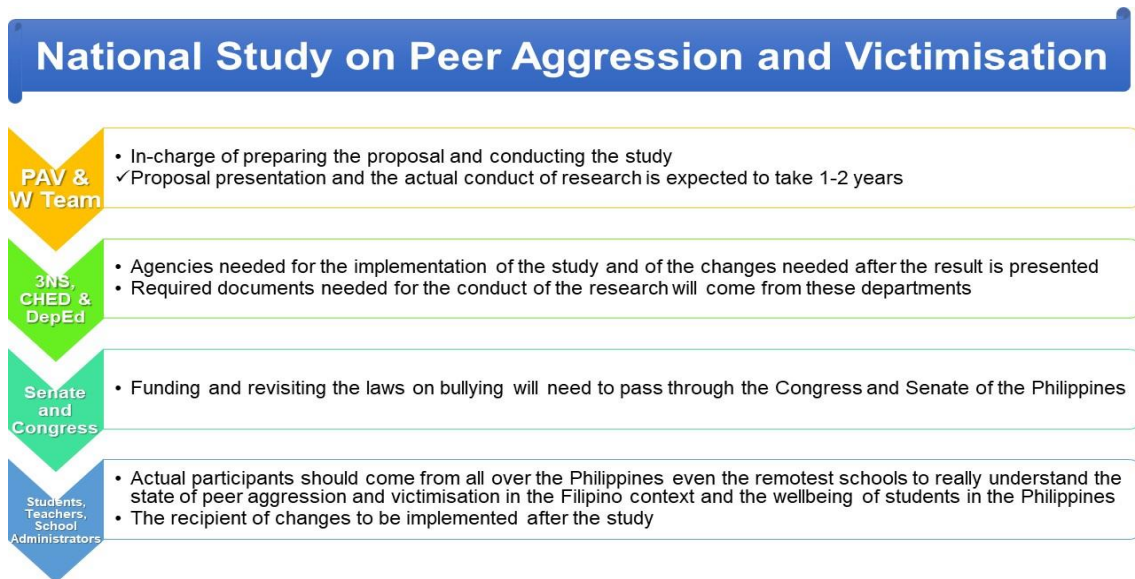 National Study on Peer Aggression and Victimisation
PAV &
W Team
• In-charge of preparing the proposal and conducting the study
✓Proposal presentation and the actual conduct of research is expected to take 1-2 years
3NS,
CHED &
DepEd
• Agencies needed for the implementation of the study and of the changes needed after the result is presented
• Required documents needed for the conduct of the research will come from these departments
Senate
and
Congress
• Funding and revisiting the laws on bullying will need to pass through the Congress and Senate of the Philippines
Students,
Teachers,
School
Administrators
• Actual participants should come from all over the Philippines even the remotest schools to really understand the
state of peer aggression and victimisation in the Filipino context and the wellbeing of students in the Philippines
• The recipient of changes to be implemented after the study